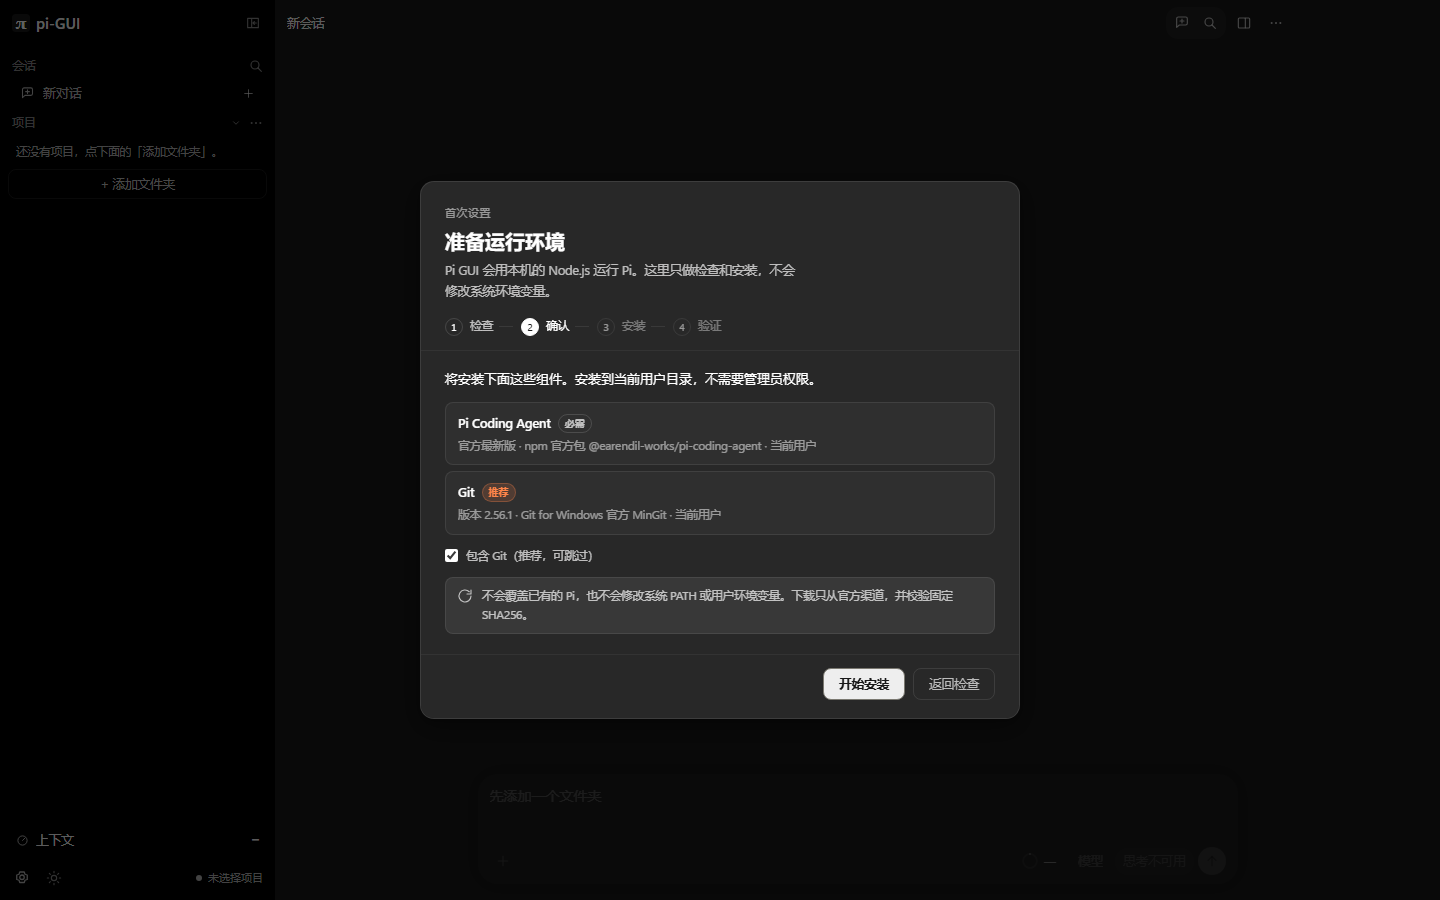 π pi-GUI
会话
新对话
项目
还没有项目，点下面的「添加文件夹」。
+ 添加文件夹
上下文
未选择项目
新会话
首次设置
准备运行环境
Pi GUI 会用本机的 Node.js 运行 Pi。这里只做检查和安装，不会
修改系统环境变量。
1 检查 2 确认 3 安装 4 验证
将安装下面这些组件。安装到当前用户目录，不需要管理员权限。
Pi Coding Agent 必需
官方最新版 · npm 官方包 @earendil-works/pi-coding-agent · 当前用户
Git 推荐
版本 2.56.1 · Git for Windows 官方 MinGit · 当前用户
包含 Git（推荐，可跳过）
不会覆盖已有的 Pi，也不会修改系统 PATH 或用户环境变量。下载只从官方渠道，并校验固定
SHA256。
开始安装 返回检查
先添加一个文件夹
— 模型 思考不可用